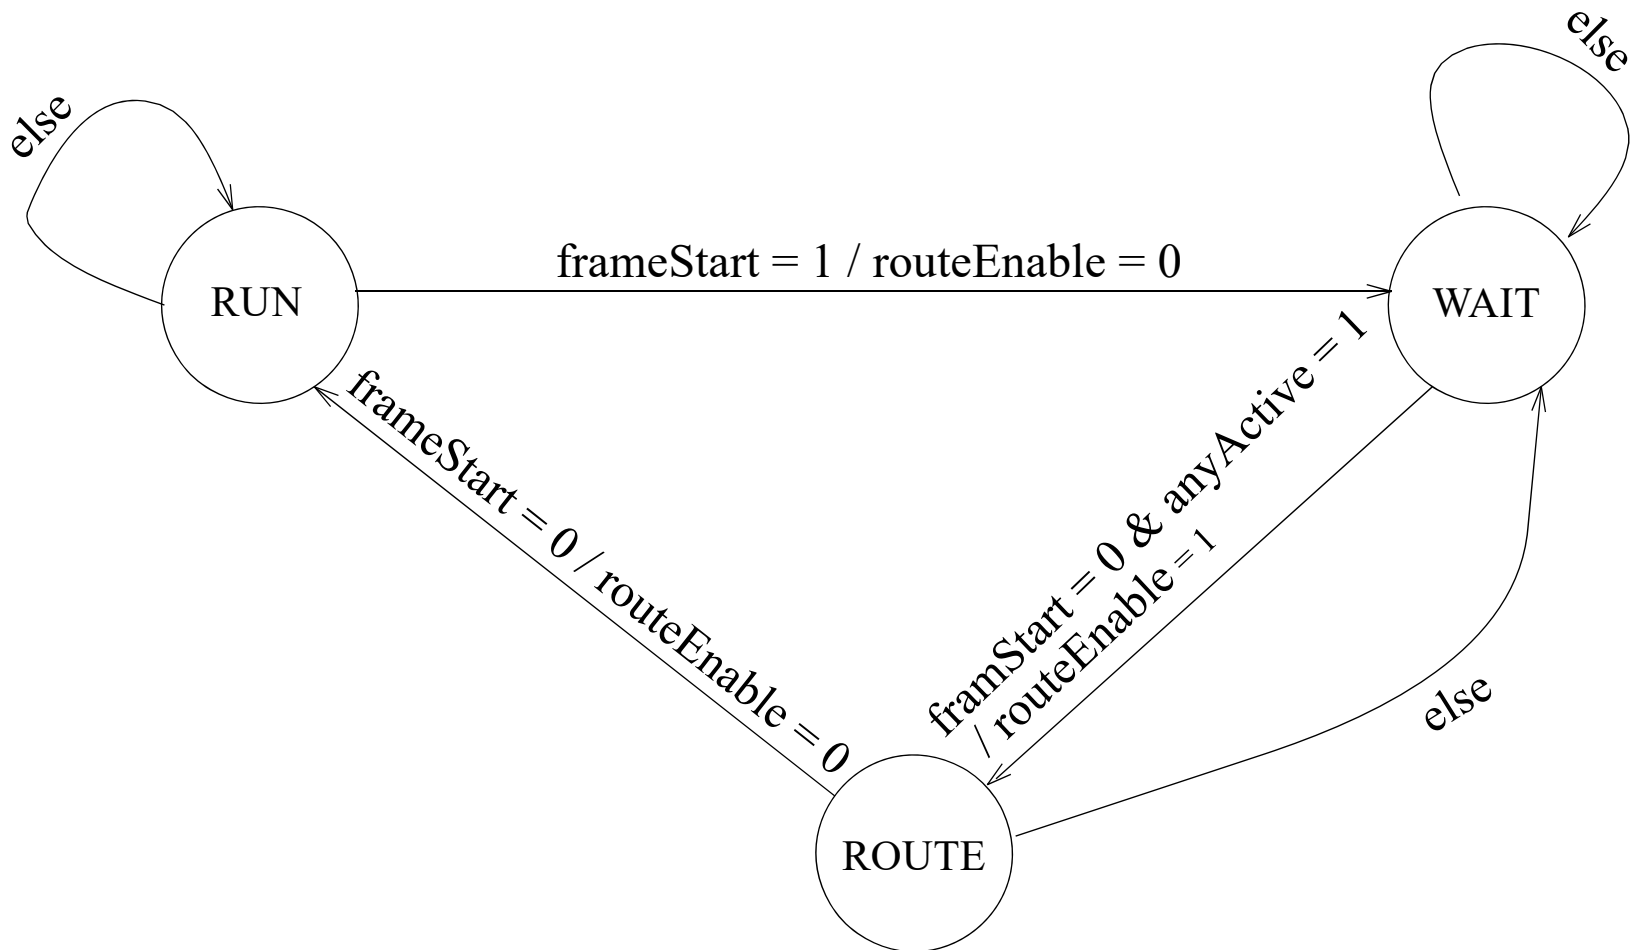 else
else
frameStart = 1 / routeEnable = 0
RUN
WAIT
frameStart = 0 / routeEnable = 0
framStart = 0 & anyActive = 1
/ routeEnable = 1
else
ROUTE